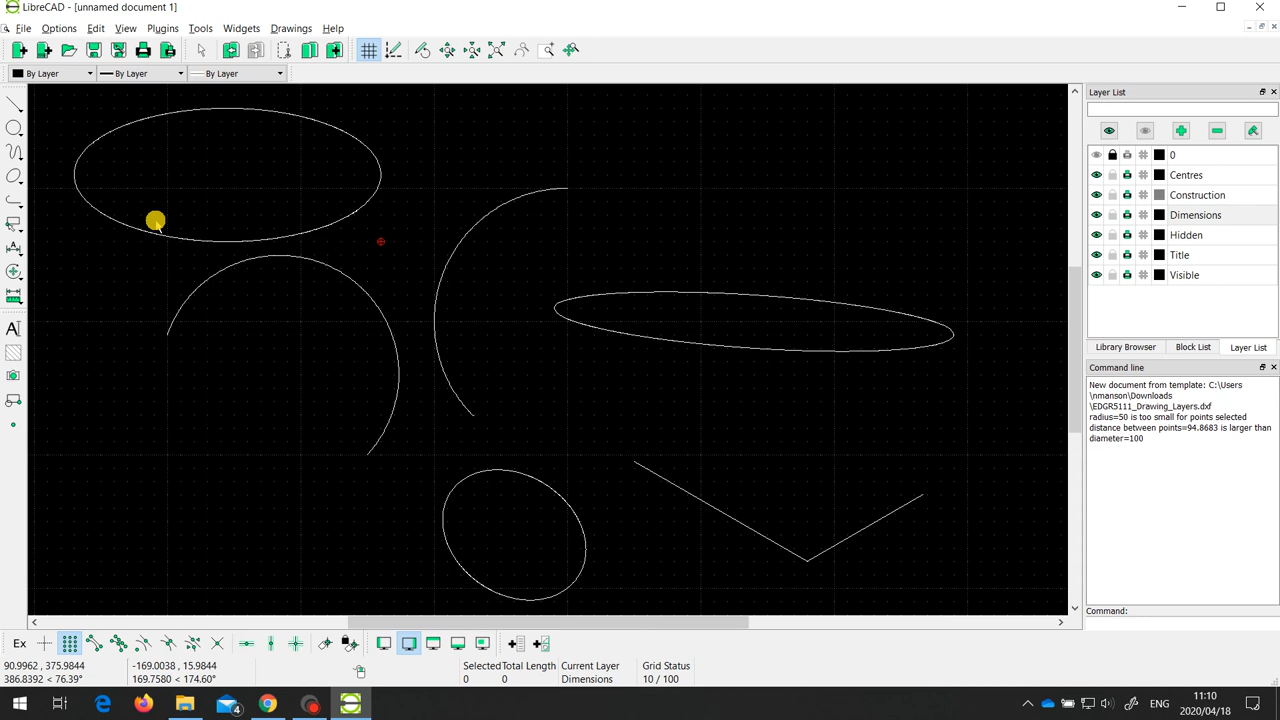 LibreCAD - [unnamed document 1]
File Options Edit View Plugins Tools Widgets Drawings Help
By Layer By Layer By Layer
Layer List
0
Centres
Construction
Dimensions
Hidden
Title
Visible
Library Browser Block List Layer List
Command line
New document from template: C:\Users
\nmanson\Downloads
\EDGR5111_Drawing_Layers.dxf
radius=50 is too small for points selected
distance between points=94.8683 is larger than
diameter=100
Command:
Ex
90.9962 , 375.9844 -169.0038 , 15.9844 Selected Total Length Current Layer Grid Status
386.8392 < 76.39° 169.7580 < 174.60° 0 0 Dimensions 10 / 100
4
ENG
11:10
2020/04/18